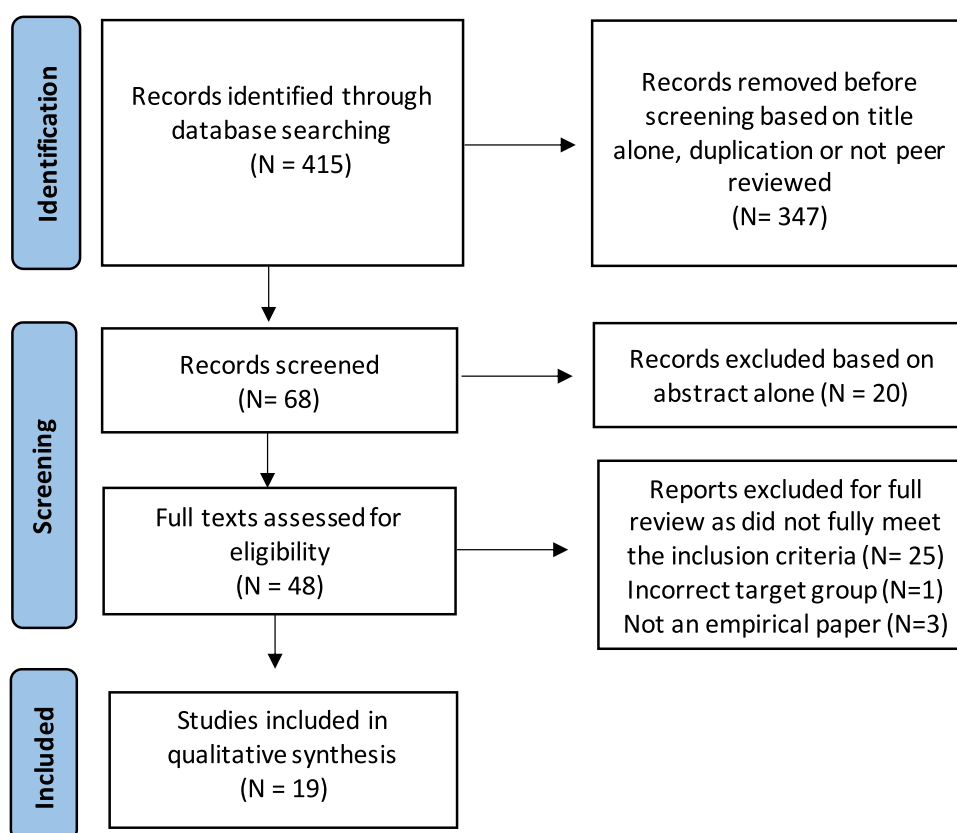 Identification
Records identified through
database searching
(N = 415)
Records removed before
screening based on title
alone, duplication or not peer
reviewed
(N= 347)
Screening
Records screened
(N= 68)
Records excluded based on
abstract alone (N = 20)
Full texts assessed for
eligibility
(N = 48)
Reports excluded for full
review as did not fully meet
the inclusion criteria (N= 25)
Incorrect target group (N=1)
Not an empirical paper (N=3)
Included
Studies included in
qualitative synthesis
(N = 19)